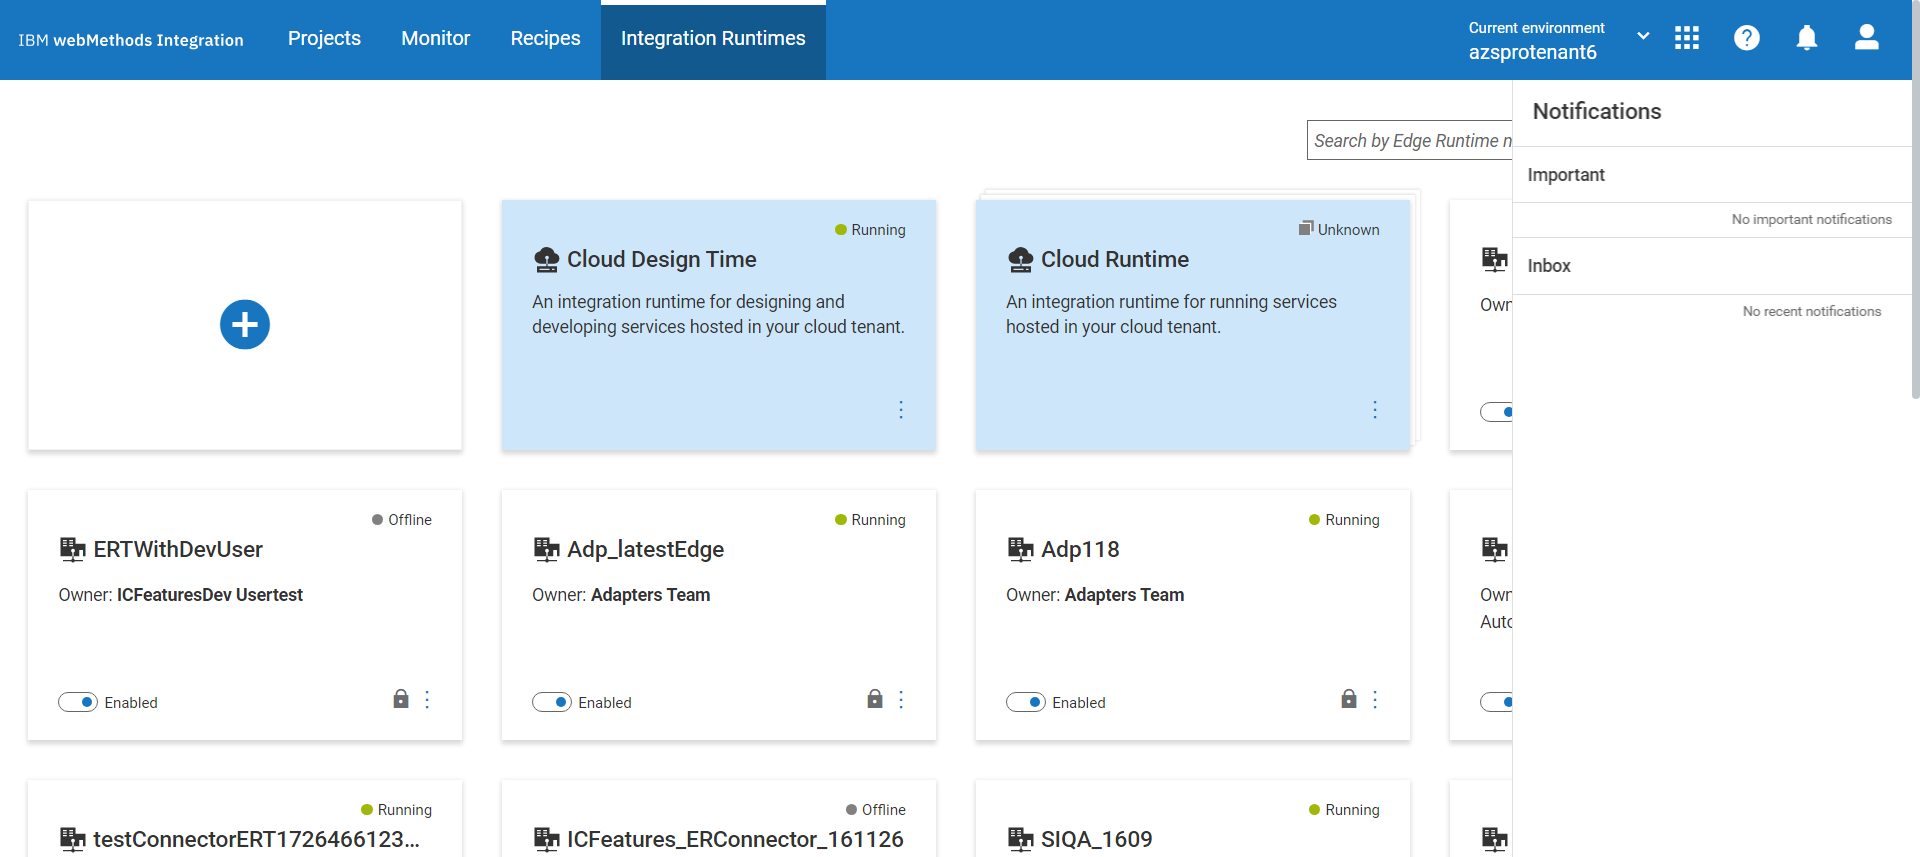 IBM webMethods Integration
Projects
Monitor
Recipes
Integration Runtimes
Current environment
azsprotenant6
Notifications
Search by Edge Runtime n
Important
No important notifications
Inbox
No recent notifications
Running
Cloud Design Time
An integration runtime for designing and
developing services hosted in your cloud tenant.
Unknown
Cloud Runtime
An integration runtime for running services
hosted in your cloud tenant.
Own
Offline
ERTWithDevUser
Owner: ICFeaturesDev Usertest
Enabled
Running
Adp_latestEdge
Owner: Adapters Team
Enabled
Running
Adp118
Owner: Adapters Team
Enabled
Own
Auto
Running
testConnectorERT1726466123...
Offline
ICFeatures_ERConnector_161126
Running
SIQA_1609